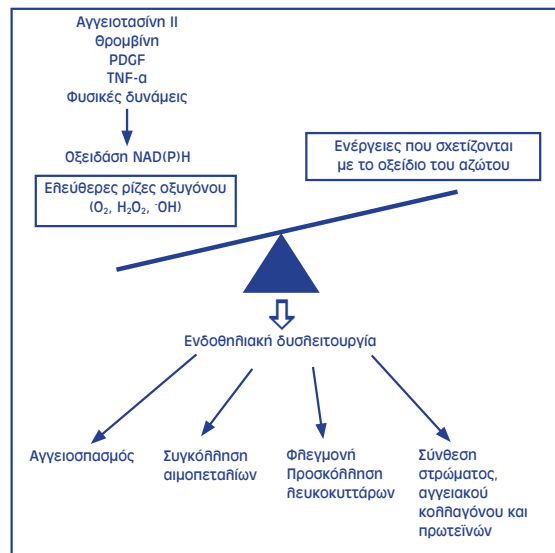 Αγγειοτασίνη II
Θρομβίνη
PDGF
TNF-α
Φυσικές δυνάμεις
Οξειδάση NAD(P)H
Ελεύθερες ρίζες οξυγόνου
(O₂, H₂O₂, ⁻OH)
Ενέργειες που σχετίζονται
με το οξείδιο του αζώτου
Ενδοθηλιακή δυσλειτουργία
Αγγειοσπασμός
Συγκόλληση
αιμοπεταλίων
Φλεγμονή
Προσκόλληση
λευκοκυττάρων
Σύνθεση
στρώματος,
αγγειακού
κολλαγόνου και
πρωτεϊνών